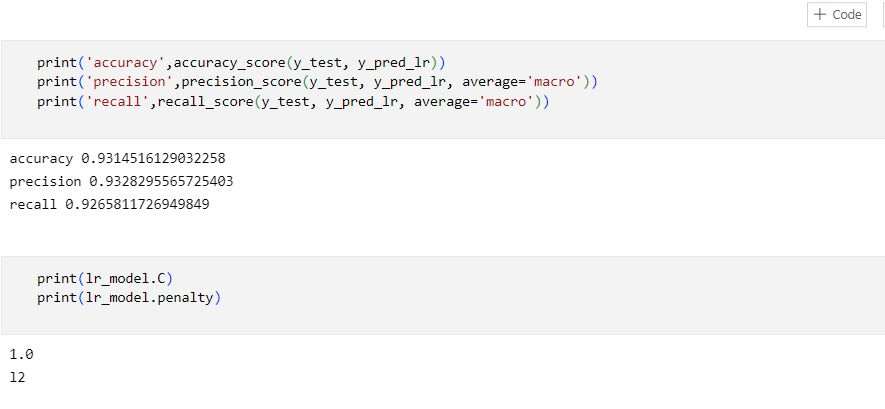 + Code
print('accuracy',accuracy_score(y_test, y_pred_lr))
print('precision',precision_score(y_test, y_pred_lr, average='macro'))
print('recall',recall_score(y_test, y_pred_lr, average='macro'))
accuracy 0.9314516129032258
precision 0.9328295565725403
recall 0.9265811726949849
print(lr_model.C)
print(lr_model.penalty)
1.0
l2